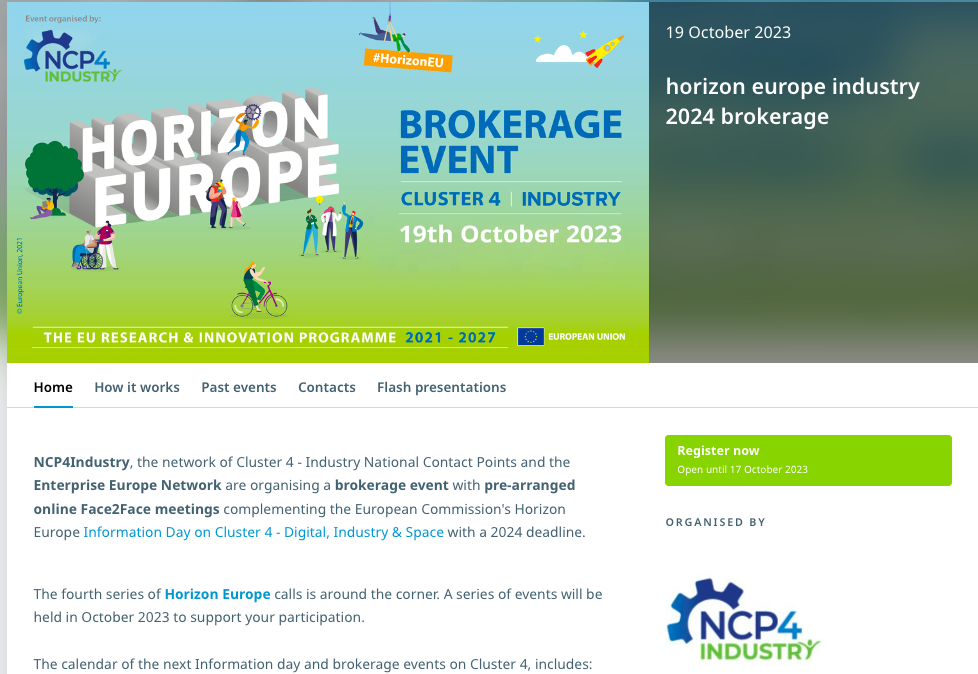 Event organised by:
NCP4
INDUSTRY
#HorizonEU
HORIZON
EUROPE
BROKERAGE
EVENT
CLUSTER 4 | INDUSTRY
19th October 2023
© European Union, 2021
THE EU RESEARCH & INNOVATION PROGRAMME 2021 - 2027
EUROPEAN UNION
19 October 2023
horizon europe industry
2024 brokerage
Home How it works Past events Contacts Flash presentations
NCP4Industry, the network of Cluster 4 - Industry National Contact Points and the
Enterprise Europe Network are organising a brokerage event with pre-arranged
online Face2Face meetings complementing the European Commission's Horizon
Europe Information Day on Cluster 4 - Digital, Industry & Space with a 2024 deadline.
The fourth series of Horizon Europe calls is around the corner. A series of events will be
held in October 2023 to support your participation.
The calendar of the next Information day and brokerage events on Cluster 4, includes:
Register now
Open until 17 October 2023
ORGANISED BY
NCP4
INDUSTRY